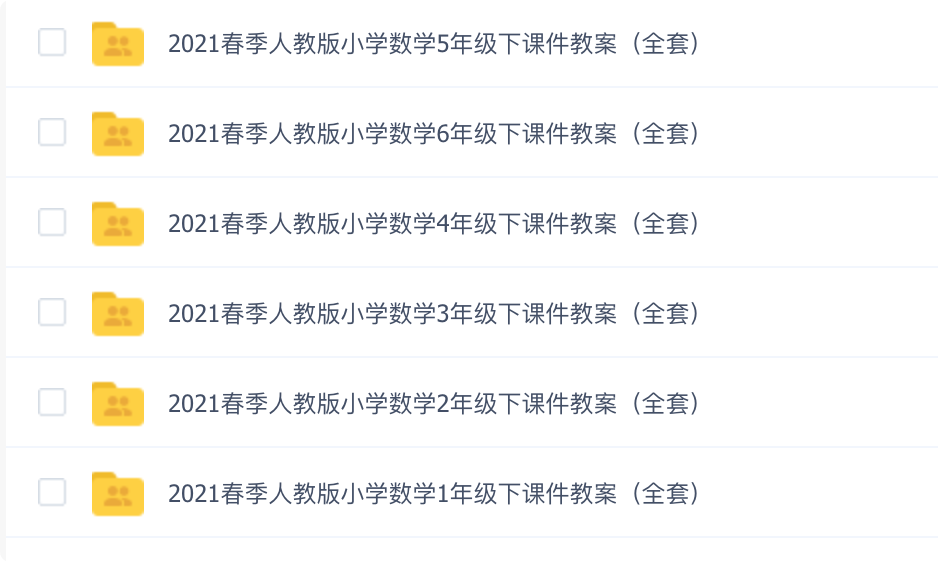 2021春季人教版小学数学5年级下课件教案（全套）
2021春季人教版小学数学6年级下课件教案（全套）
2021春季人教版小学数学4年级下课件教案（全套）
2021春季人教版小学数学3年级下课件教案（全套）
2021春季人教版小学数学2年级下课件教案（全套）
2021春季人教版小学数学1年级下课件教案（全套）